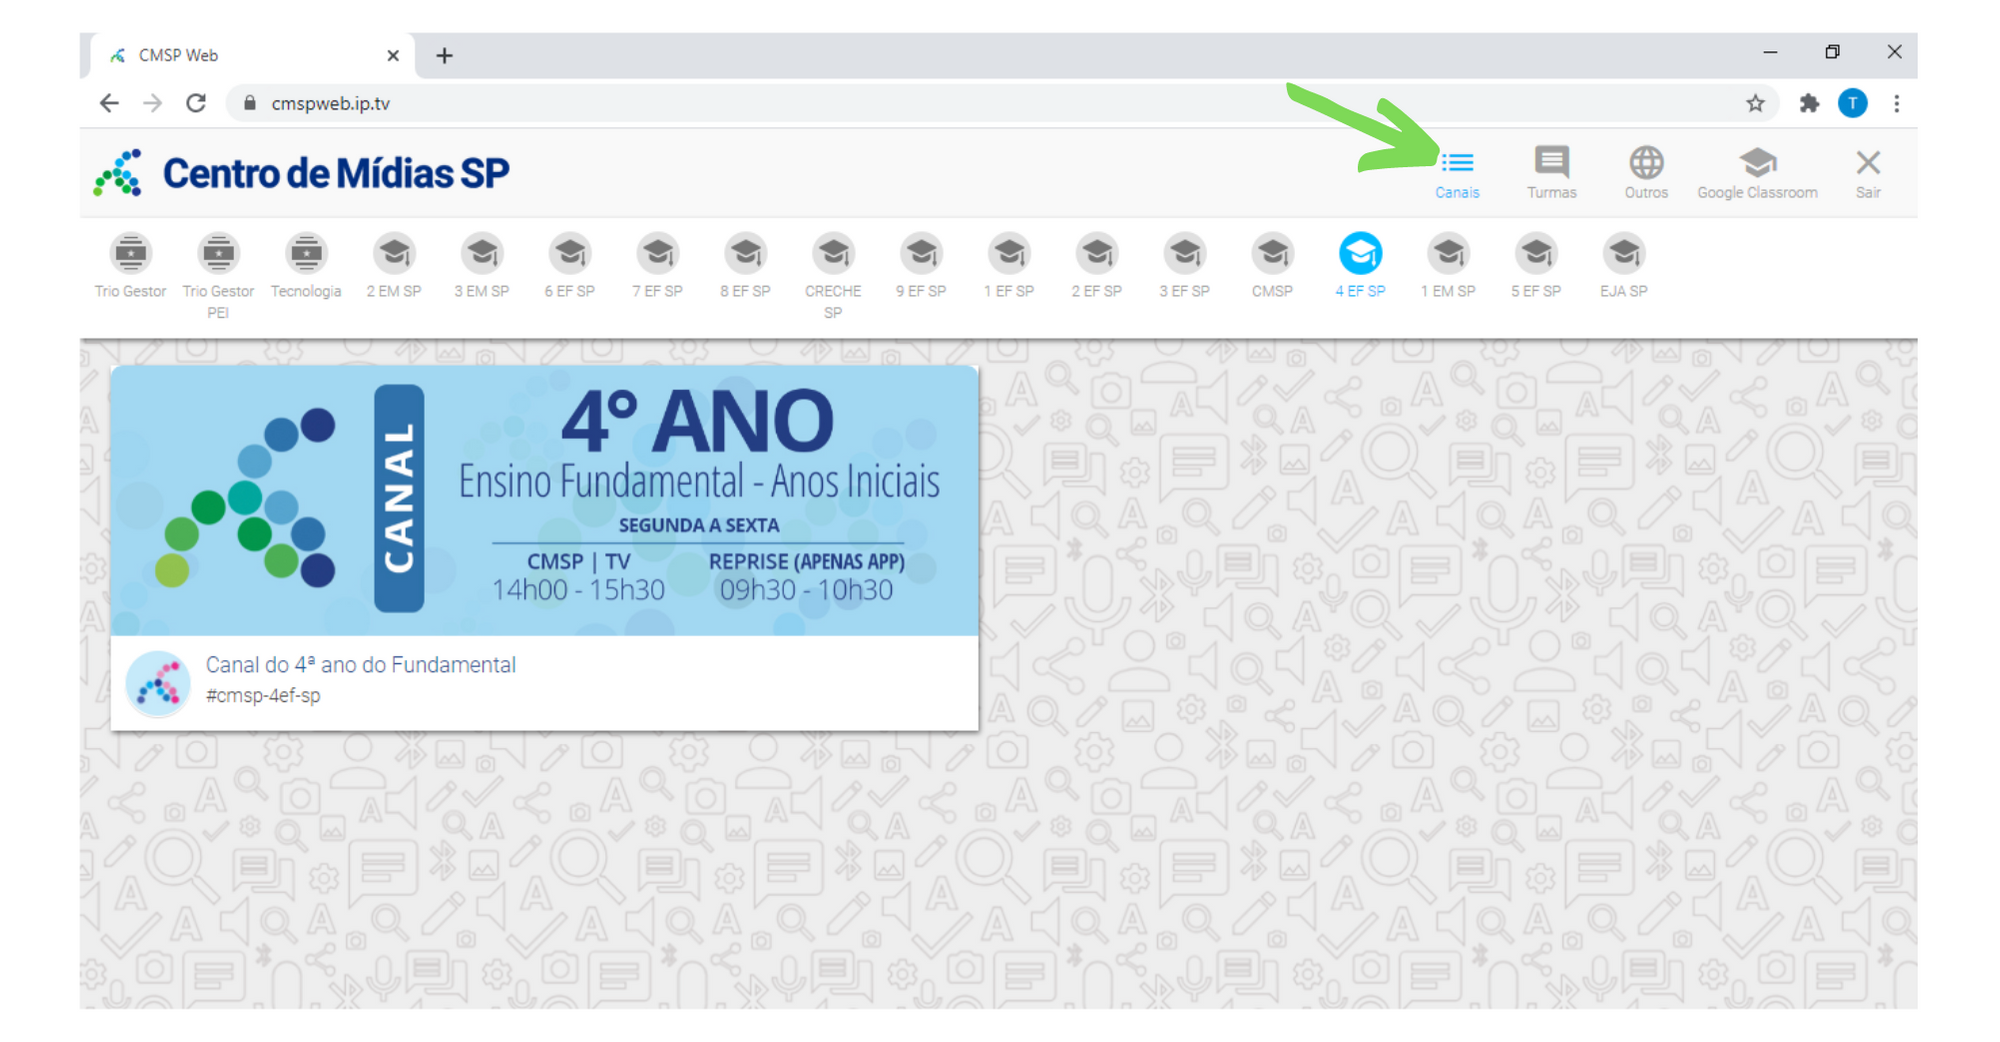 CMSP Web
cmspweb.ip.tv
T
Centro de Mídias SP
Canais
Turmas
Outros
Google Classroom
Sair
Trio Gestor
Trio Gestor PEI
Tecnologia
2 EM SP
3 EM SP
6 EF SP
7 EF SP
8 EF SP
CRECHE SP
9 EF SP
1 EF SP
2 EF SP
3 EF SP
CMSP
4 EF SP
1 EM SP
5 EF SP
EJA SP
CANAL
4º ANO
Ensino Fundamental - Anos Iniciais
SEGUNDA A SEXTA
CMSP | TV
14h00 - 15h30
REPRISE (APENAS APP)
09h30 - 10h30
Canal do 4ª ano do Fundamental
#cmsp-4ef-sp